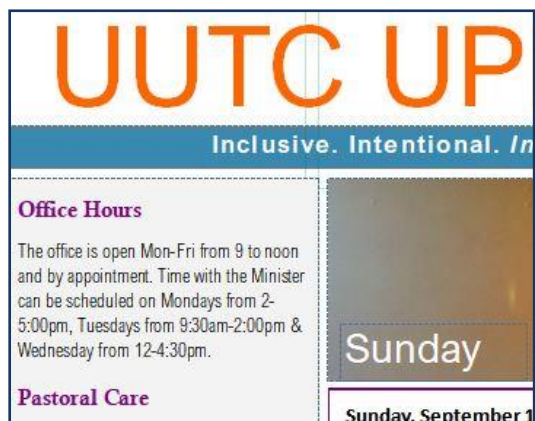 UUTC UP
Inclusive. Intentional. In
Office Hours
The office is open Mon-Fri from 9 to noon
and by appointment. Time with the Minister
can be scheduled on Mondays from 2-
5:00pm, Tuesdays from 9:30am-2:00pm &
Wednesday from 12-4:30pm.
Pastoral Care
Sunday
Sunday, September 1